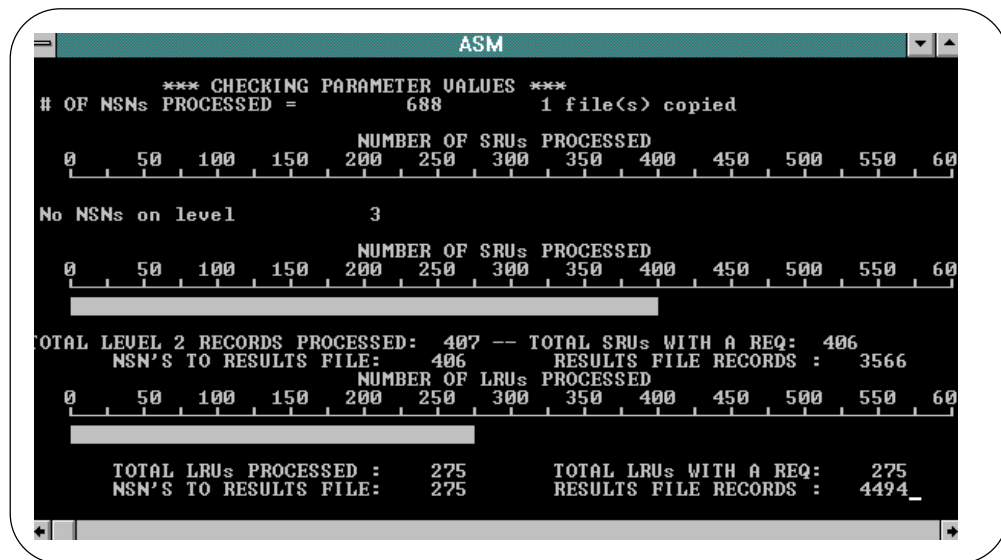 ASM
*** CHECKING PARAMETER VALUES ***
# OF NSNs PROCESSED = 688 1 file(s) copied
NUMBER OF SRUs PROCESSED
0 50 100 150 200 250 300 350 400 450 500 550 60
No NSNs on level 3
NUMBER OF SRUs PROCESSED
0 50 100 150 200 250 300 350 400 450 500 550 60
OTAL LEVEL 2 RECORDS PROCESSED: 407 -- TOTAL SRUs WITH A REQ: 406
NSN'S TO RESULTS FILE: 406 RESULTS FILE RECORDS : 3566
NUMBER OF LRUs PROCESSED
0 50 100 150 200 250 300 350 400 450 500 550 60
TOTAL LRUs PROCESSED : 275 TOTAL LRUs WITH A REQ: 275
NSN'S TO RESULTS FILE: 275 RESULTS FILE RECORDS : 4494_